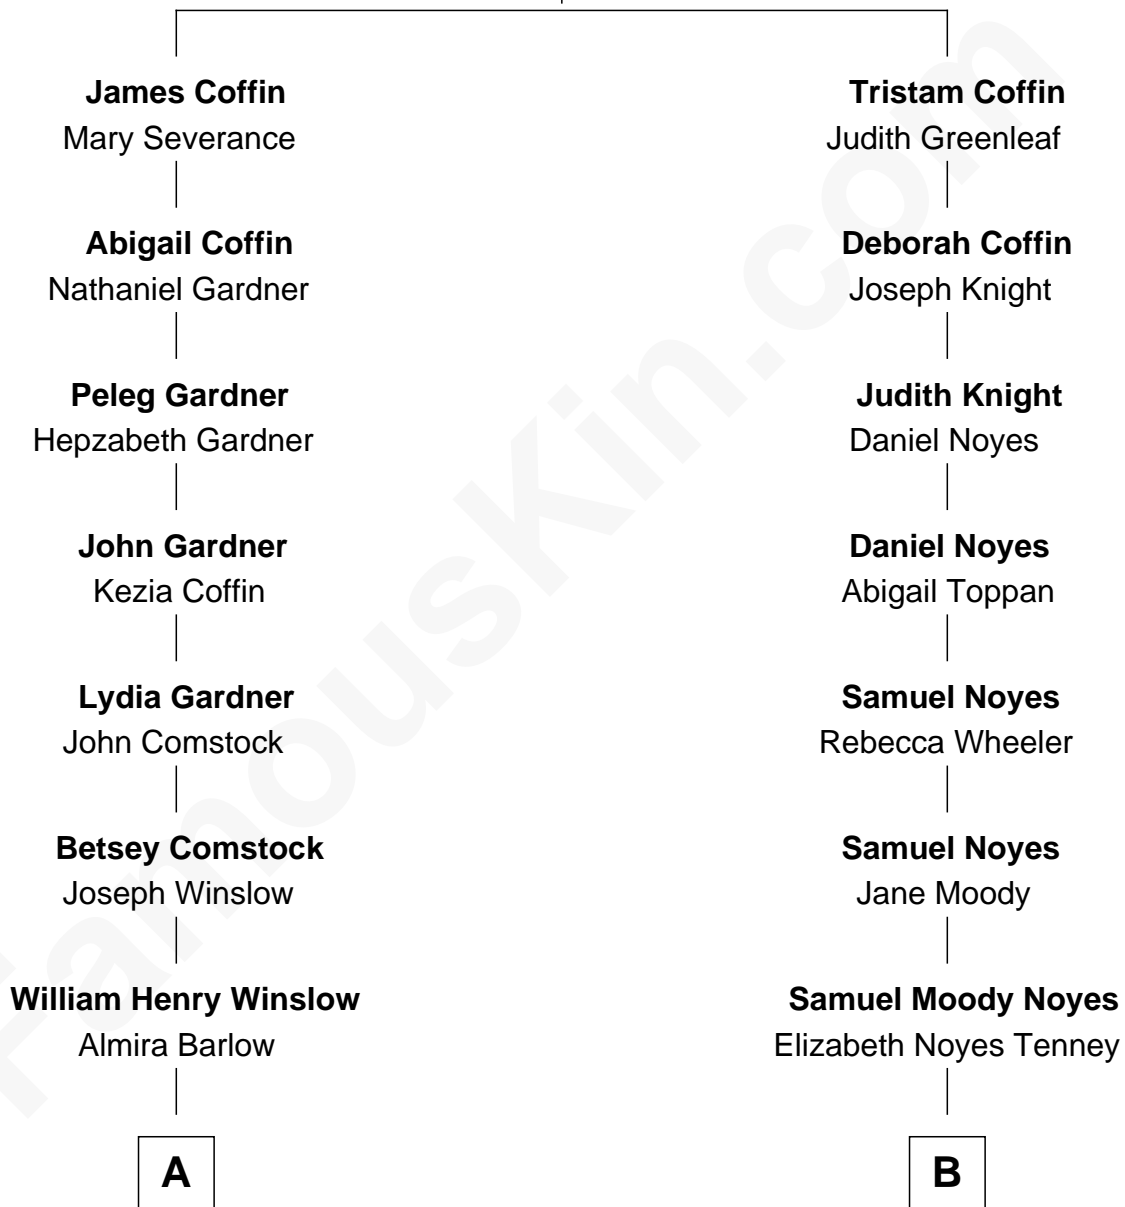 James Coffin
Mary Severance
Abigail Coffin
Nathaniel Gardner
Peleg Gardner
Hepzabeth Gardner
John Gardner
Kezia Coffin
Lydia Gardner
John Comstock
Betsey Comstock
Joseph Winslow
William Henry Winslow
Almira Barlow
A
Tristam Coffin
Judith Greenleaf
Deborah Coffin
Joseph Knight
Judith Knight
Daniel Noyes
Daniel Noyes
Abigail Toppan
Samuel Noyes
Rebecca Wheeler
Samuel Noyes
Jane Moody
Samuel Moody Noyes
Elizabeth Noyes Tenney
B
FamousKin.com